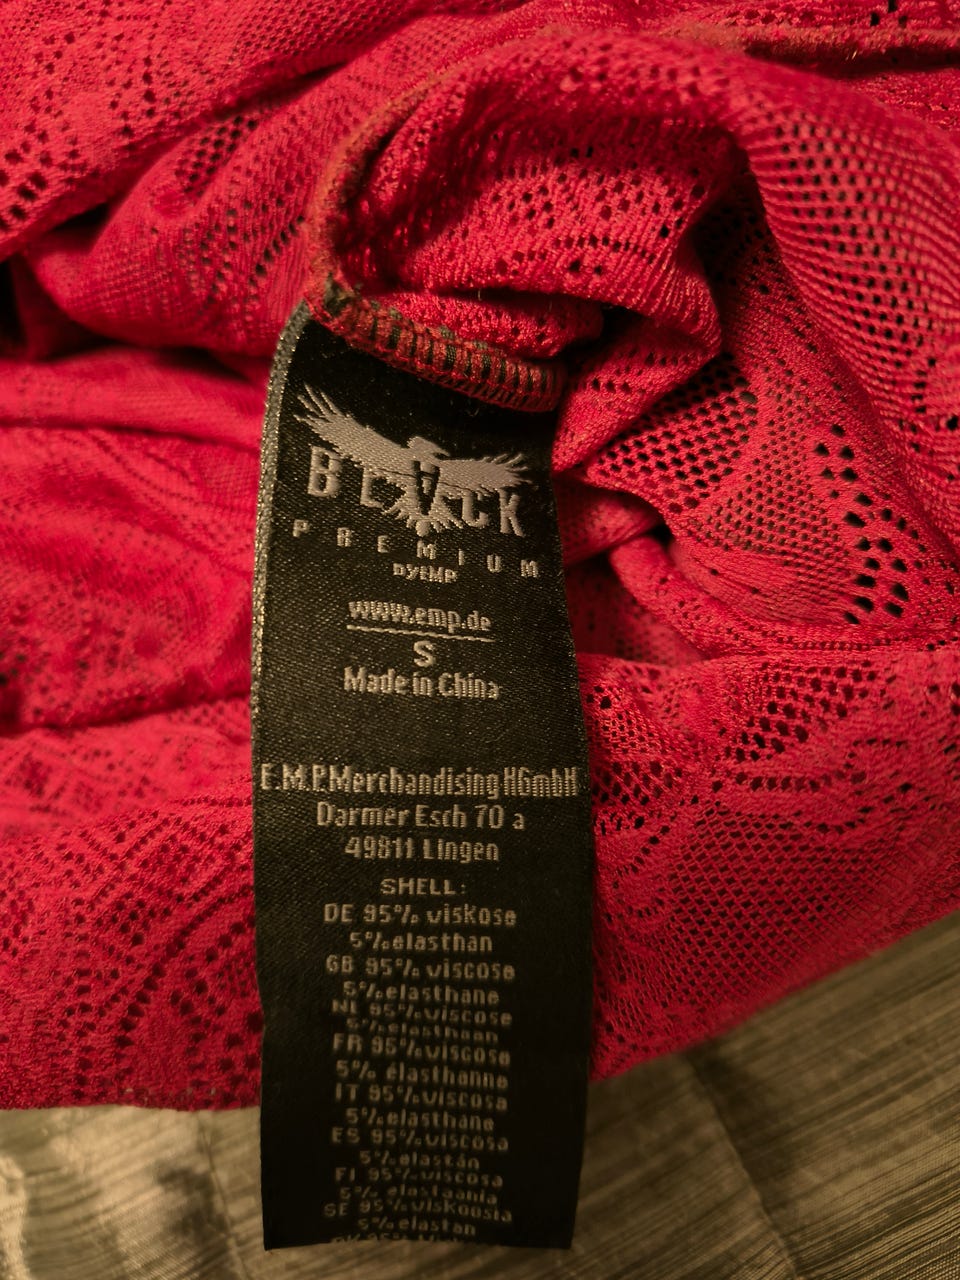 BLACK
PREMIUM
by EMP
www.emp.de
S
Made in China
E.M.P. Merchandising HGmbH
Darmer Esch 70 a
49811 Lingen
SHELL:
DE 95% viskose
5% elasthan
GB 95% viscose
5% elasthane
NL 95% viscose
5% elasthaan
FR 95% viscose
5% élasthanne
IT 95% viscosa
5% elasthane
ES 95% viscosa
5% elastán
FI 95% viscosa
5% elastaania
SE 95% viskoosia
5% elastan